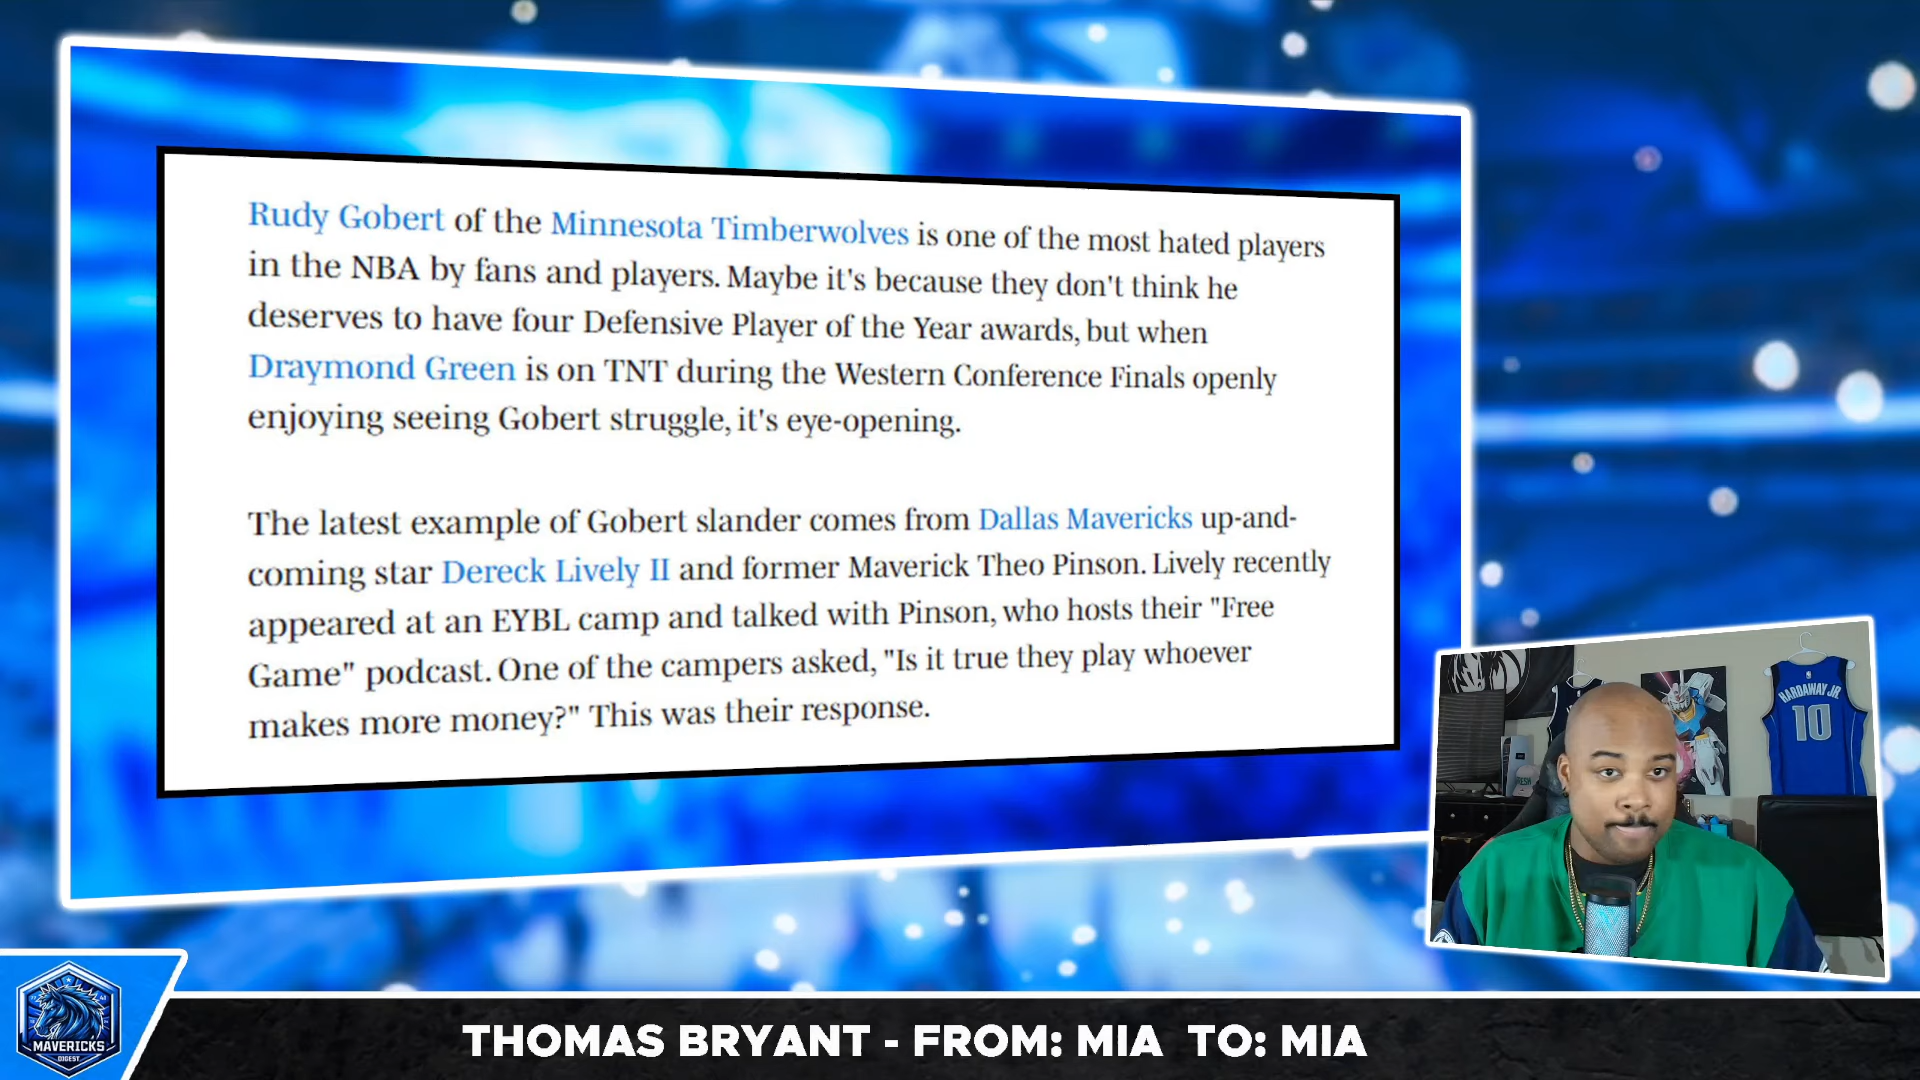 Rudy Gobert of the Minnesota Timberwolves is one of the most hated players
in the NBA by fans and players. Maybe it's because they don't think he
deserves to have four Defensive Player of the Year awards, but when
Draymond Green is on TNT during the Western Conference Finals openly
enjoying seeing Gobert struggle, it's eye-opening.
The latest example of Gobert slander comes from Dallas Mavericks up-and-
coming star Dereck Lively II and former Maverick Theo Pinson. Lively recently
appeared at an EYBL camp and talked with Pinson, who hosts their "Free
Game" podcast. One of the campers asked, "Is it true they play whoever
makes more money?" This was their response.
HARDAWAY JR.
10
MAVERICKS
DIGEST
THOMAS BRYANT - FROM: MIA TO: MIA